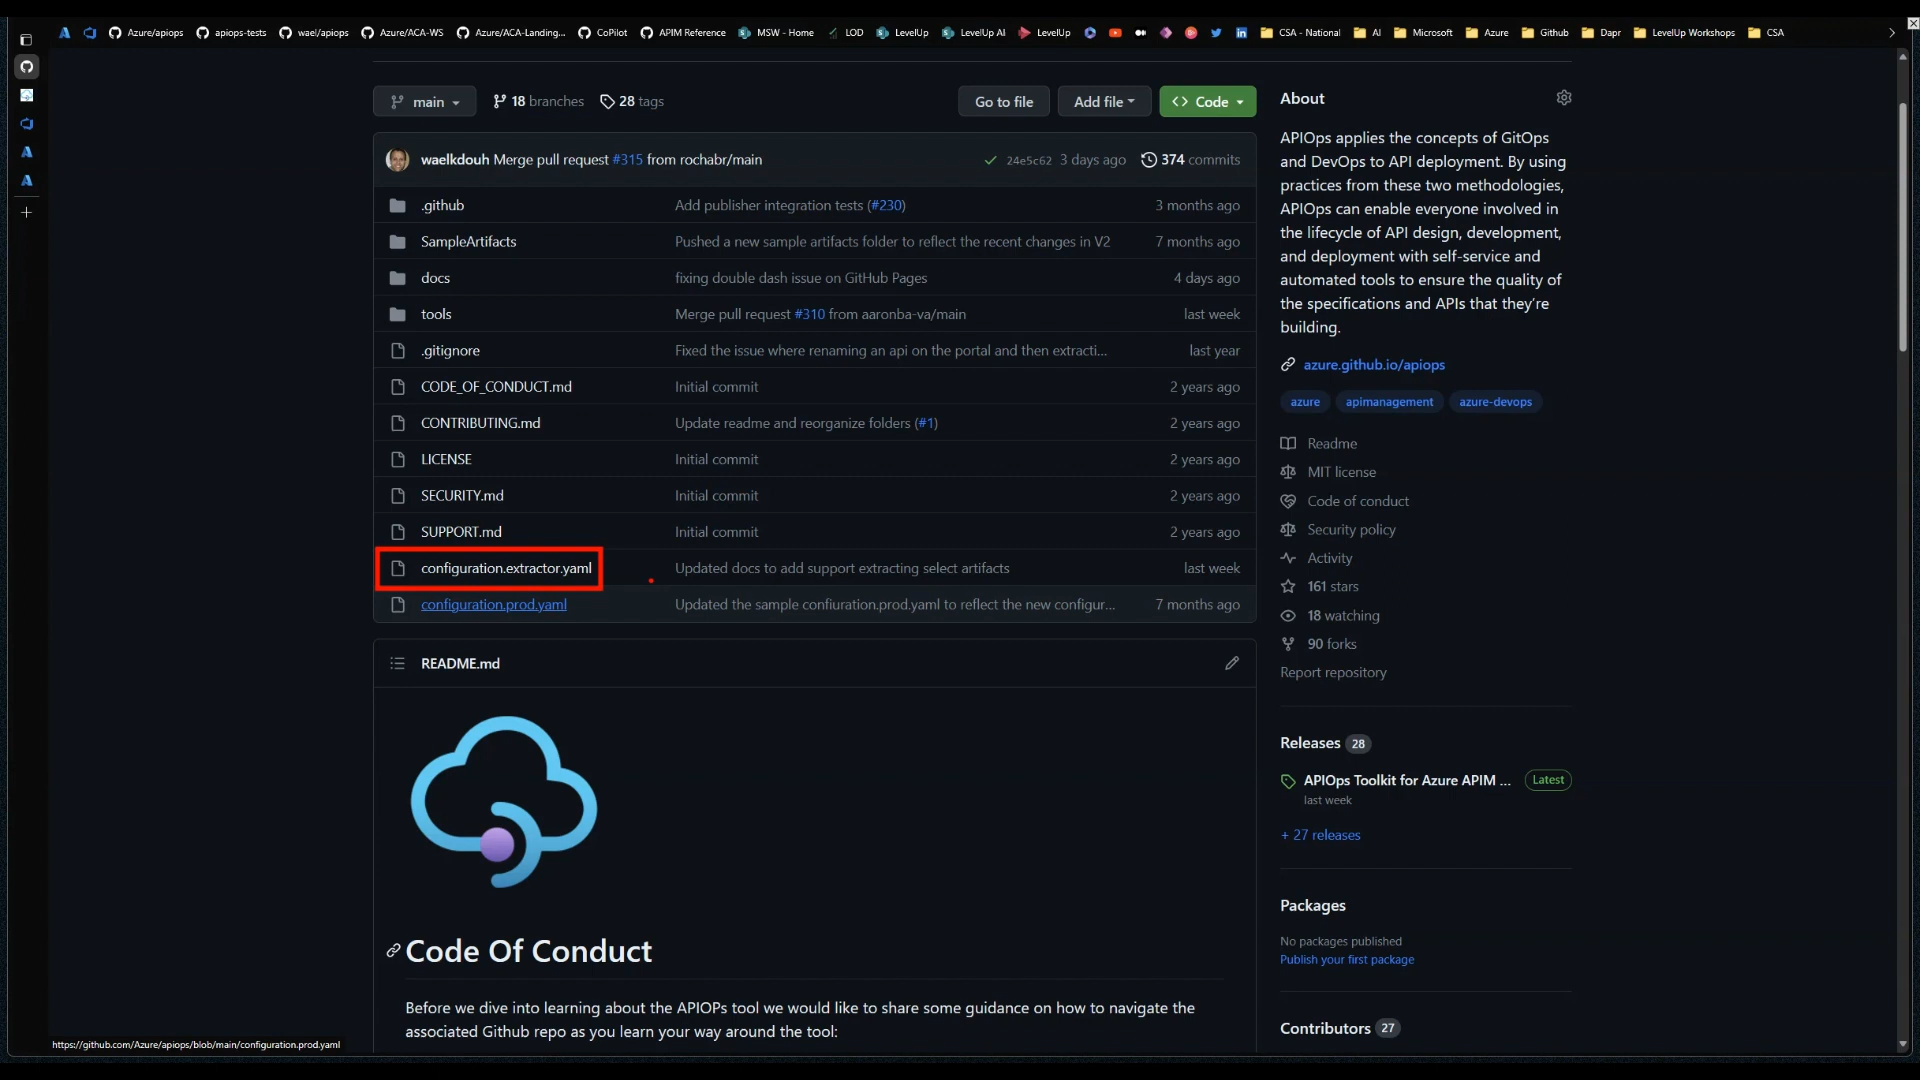 Azure/apiops apiops-tests wael/apiops Azure/ACA-WS Azure/ACA-Landing... CoPilot APIM Reference MSW - Home LOD LevelUp LevelUp AI LevelUp CSA - National AI Microsoft Azure Github Dapr LevelUp Workshops CSA
main 18 branches 28 tags Go to file Add file Code
waelkdouh Merge pull request #315 from rochabr/main 24e5c62 3 days ago 374 commits
.github Add publisher integration tests (#230) 3 months ago
SampleArtifacts Pushed a new sample artifacts folder to reflect the recent changes in V2 7 months ago
docs fixing double dash issue on GitHub Pages 4 days ago
tools Merge pull request #310 from aaronba-va/main last week
.gitignore Fixed the issue where renaming an api on the portal and then extracti... last year
CODE_OF_CONDUCT.md Initial commit 2 years ago
CONTRIBUTING.md Update readme and reorganize folders (#1) 2 years ago
LICENSE Initial commit 2 years ago
SECURITY.md Initial commit 2 years ago
SUPPORT.md Initial commit 2 years ago
configuration.extractor.yaml Updated docs to add support extracting select artifacts last week
configuration.prod.yaml Updated the sample confiuration.prod.yaml to reflect the new configur... 7 months ago
README.md
Code Of Conduct
Before we dive into learning about the APIOPs tool we would like to share some guidance on how to navigate the
associated Github repo as you learn your way around the tool:
About
APIOps applies the concepts of GitOps
and DevOps to API deployment. By using
practices from these two methodologies,
APIOps can enable everyone involved in
the lifecycle of API design, development,
and deployment with self-service and
automated tools to ensure the quality of
the specifications and APIs that they're
building.
azure.github.io/apiops
azure apimanagement azure-devops
Readme
MIT license
Code of conduct
Security policy
Activity
161 stars
18 watching
90 forks
Report repository
Releases 28
APIOps Toolkit for Azure APIM ... Latest
last week
+ 27 releases
Packages
No packages published
Publish your first package
Contributors 27
https://github.com/Azure/apiops/blob/main/configuration.prod.yaml